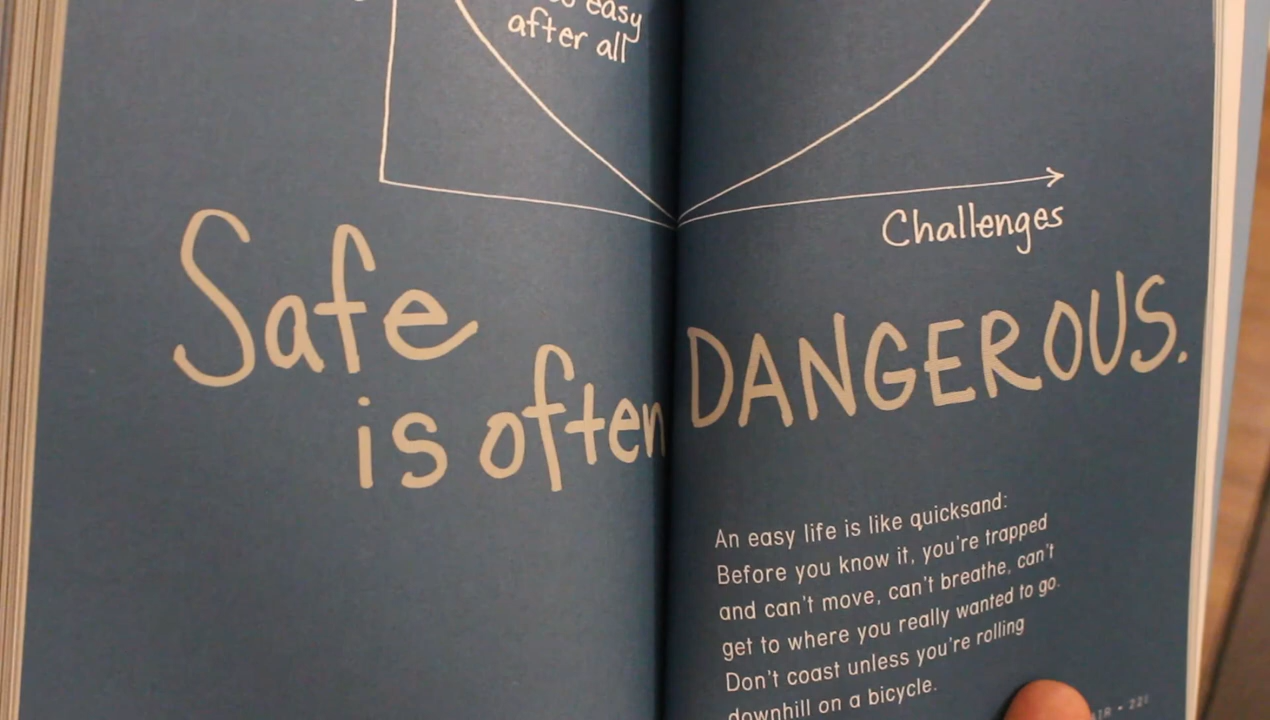 easy
after all
Challenges
Safe
is often DANGEROUS.
An easy life is like quicksand:
Before you know it, you're trapped
and can't move, can't breathe, can't
get to where you really wanted to go.
Don't coast unless you're rolling
downhill on a bicycle.
• 221